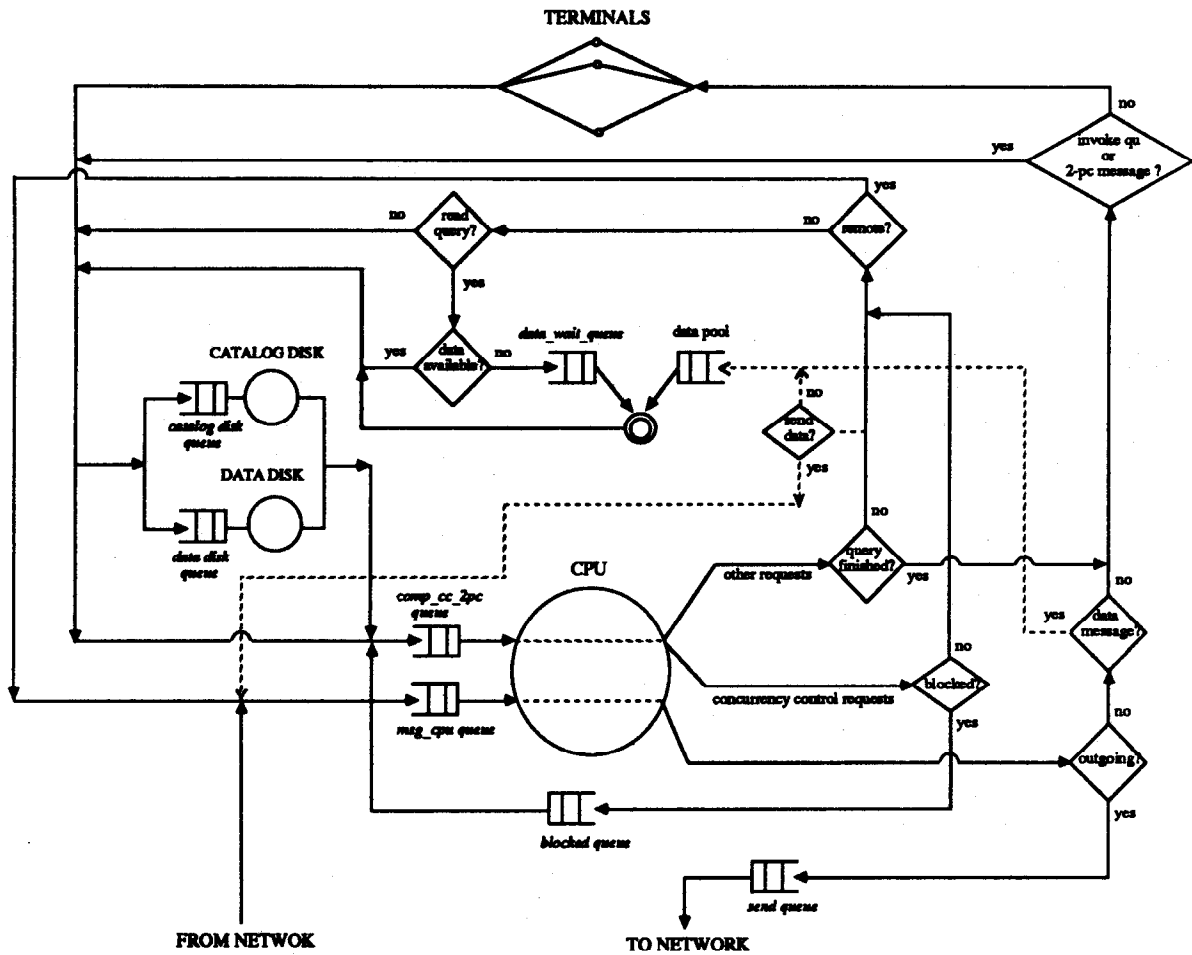 TERMINALS
no
yes
invoke qu
or
2-pc message ?
yes
no
read
query?
no
remote?
yes
data_wait_queue
data pool
CATALOG DISK
yes
data
available?
no
no
catalog disk
queue
send
data?
yes
DATA DISK
no
data disk
queue
CPU
other requests
query
finished?
yes
no
comp_cc_2pc
queue
yes
data
message?
no
concurrency control requests
blocked?
msg_cpu queue
yes
no
outgoing?
yes
blocked queue
send queue
FROM NETWOK
TO NETWORK